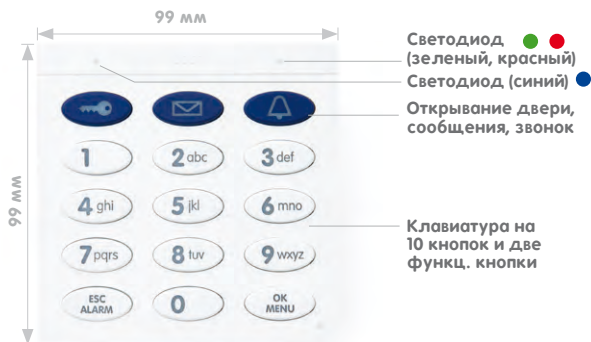 99 мм
Светодиод
(зеленый, красный)
Светодиод (синий)
Открывание двери,
сообщения, звонок
99 мм
1
2 abc
3 def
4 ghi
5 jkl
6 mno
7 pqrs
8 tuv
9 wxyz
ESC
ALARM
0
OK
MENU
Клавиатура на
10 кнопок и две
функц. кнопки